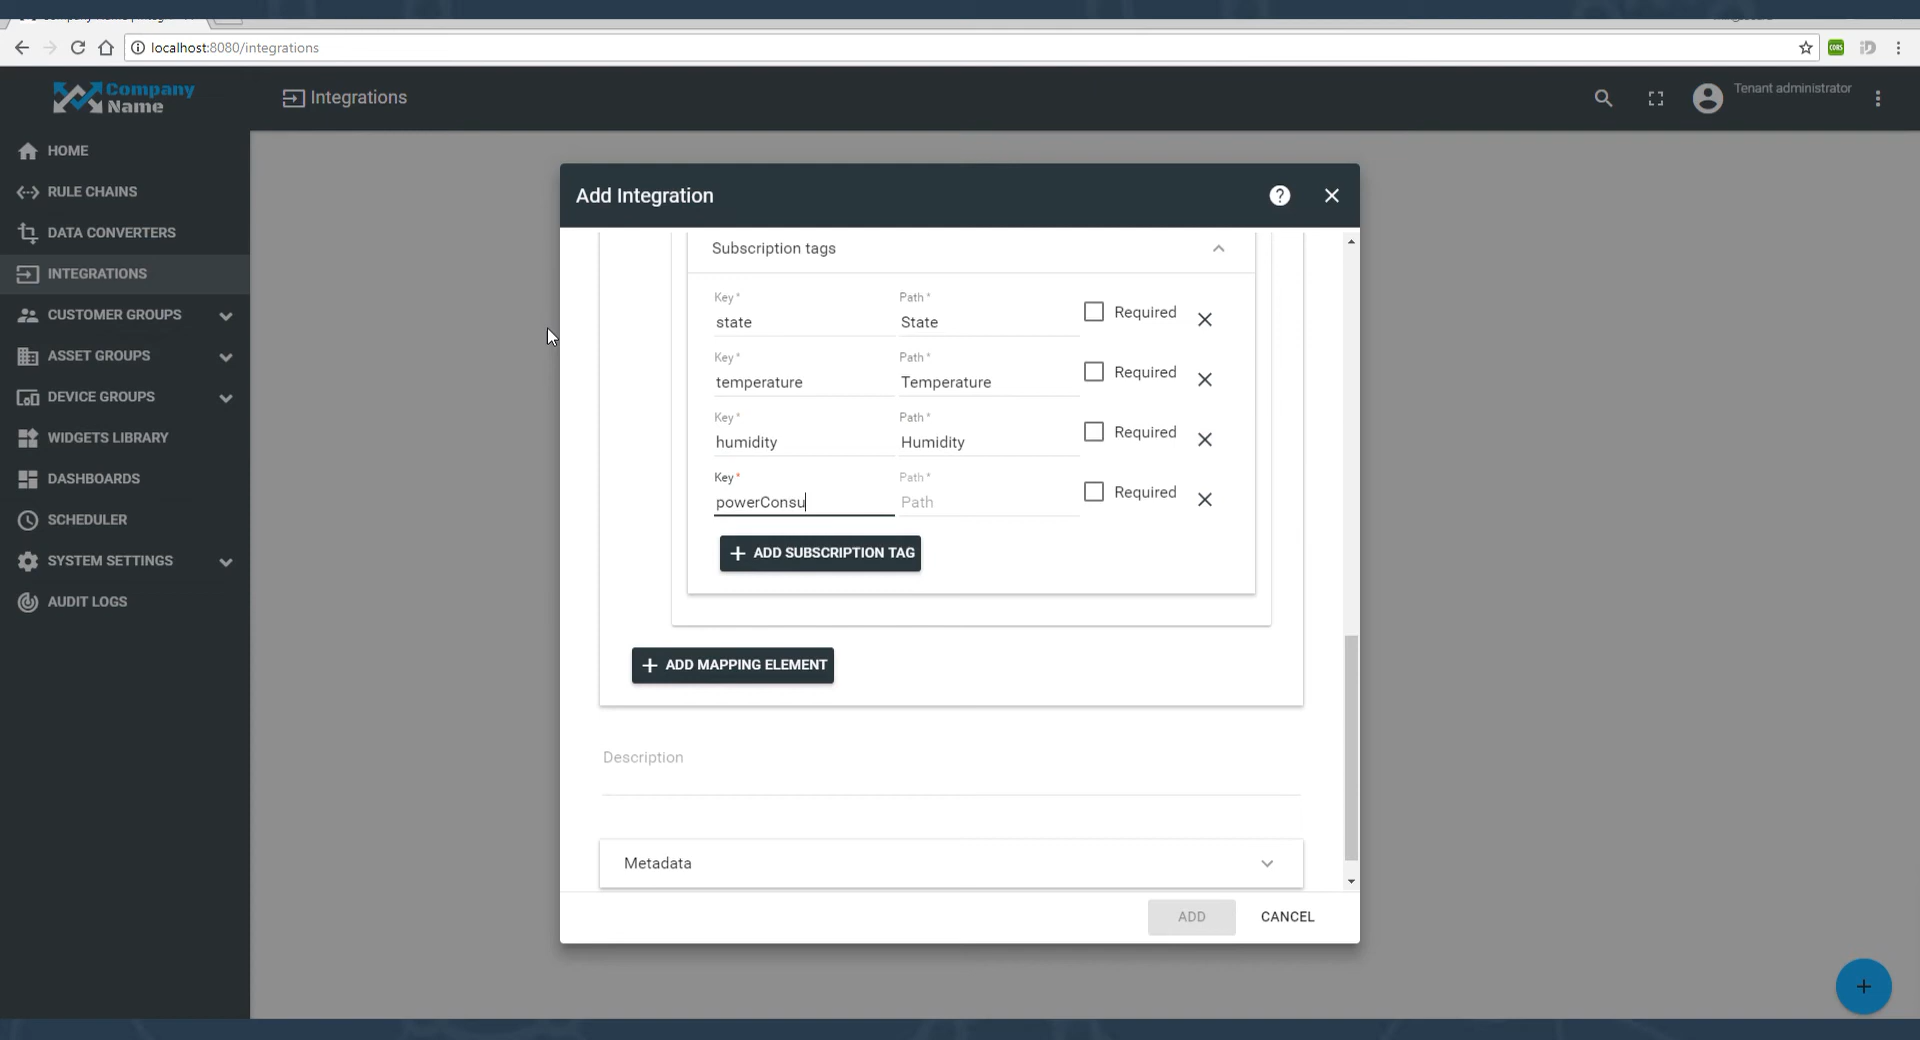 localhost:8080/integrations
CORS
Company
Name
Integrations
Tenant administrator
HOME
RULE CHAINS
DATA CONVERTERS
INTEGRATIONS
CUSTOMER GROUPS
ASSET GROUPS
DEVICE GROUPS
WIDGETS LIBRARY
DASHBOARDS
SCHEDULER
SYSTEM SETTINGS
AUDIT LOGS
Add Integration
Subscription tags
Key * Path *
state State Required
Key * Path *
temperature Temperature Required
Key * Path *
humidity Humidity Required
Key * Path *
powerConsu Path Required
ADD SUBSCRIPTION TAG
ADD MAPPING ELEMENT
Description
Metadata
ADD CANCEL